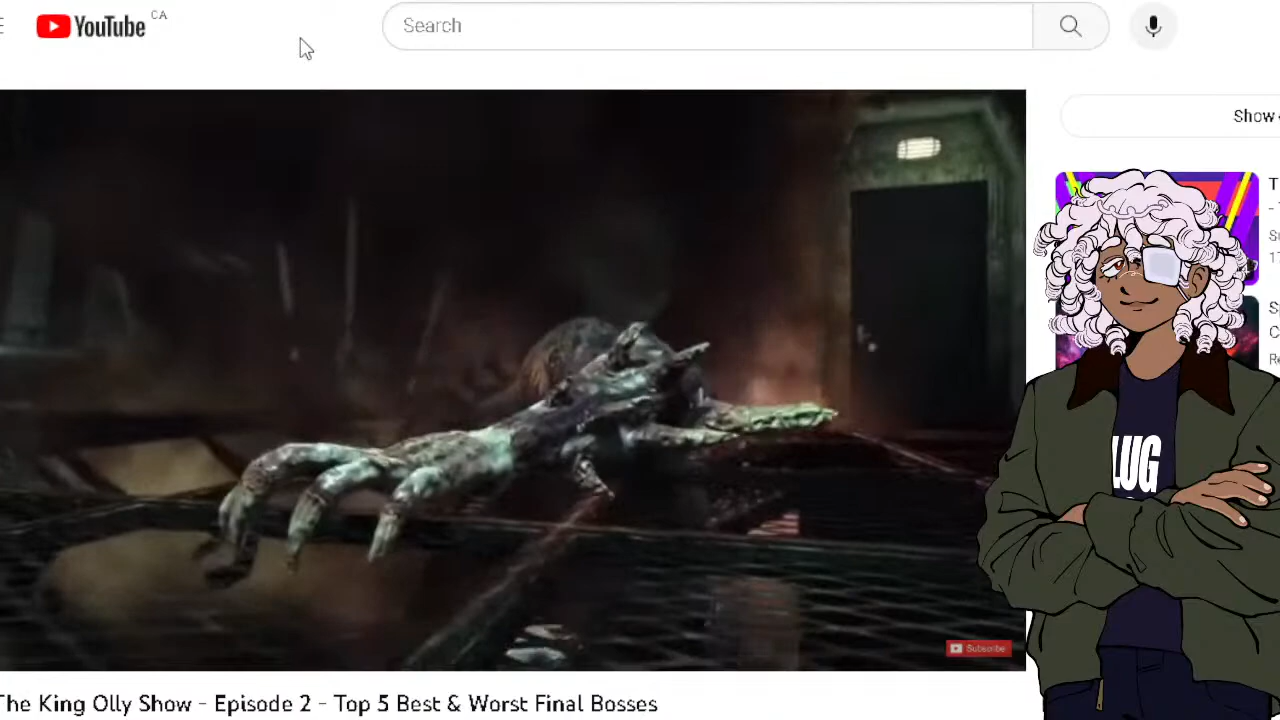 YouTube CA
Search
Show
T
Subscribe
LUG
The King Olly Show - Episode 2 - Top 5 Best & Worst Final Bosses